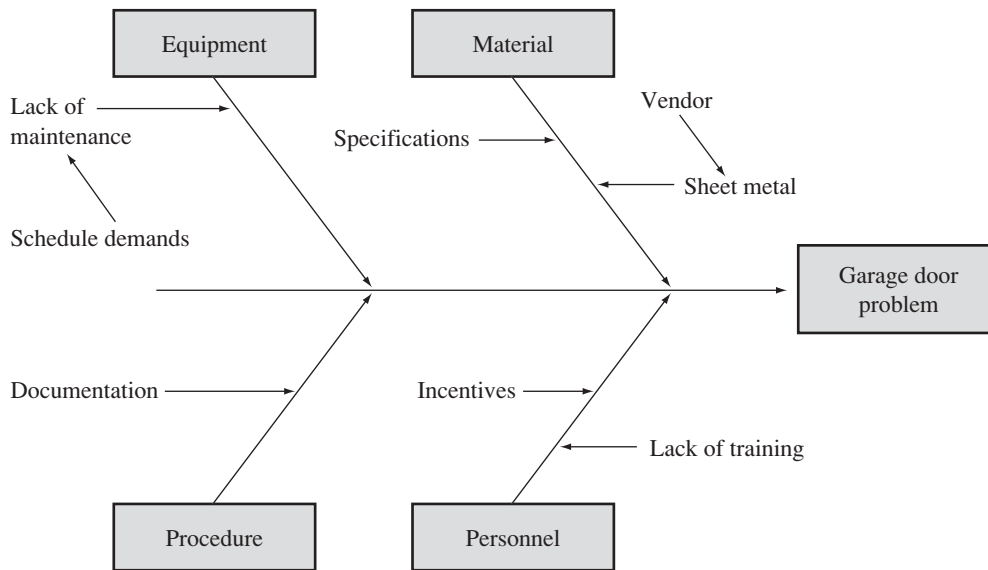 Equipment
Material
Lack of
maintenance
Vendor
Specifications
Sheet metal
Schedule demands
Garage door
problem
Documentation
Incentives
Lack of training
Procedure
Personnel